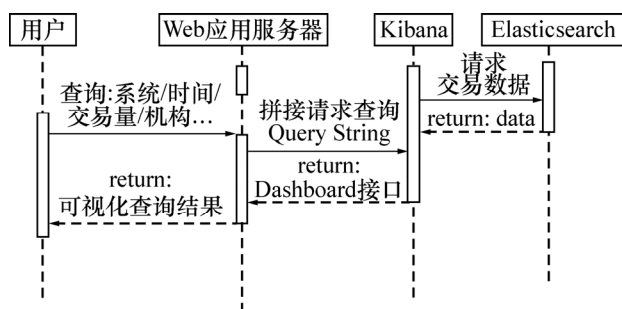 用户
Web应用服务器
Kibana
Elasticsearch
查询:系统/时间/
交易量/机构…
拼接请求查询
Query String
请求
交易数据
return: data
return:
Dashboard接口
return:
可视化查询结果